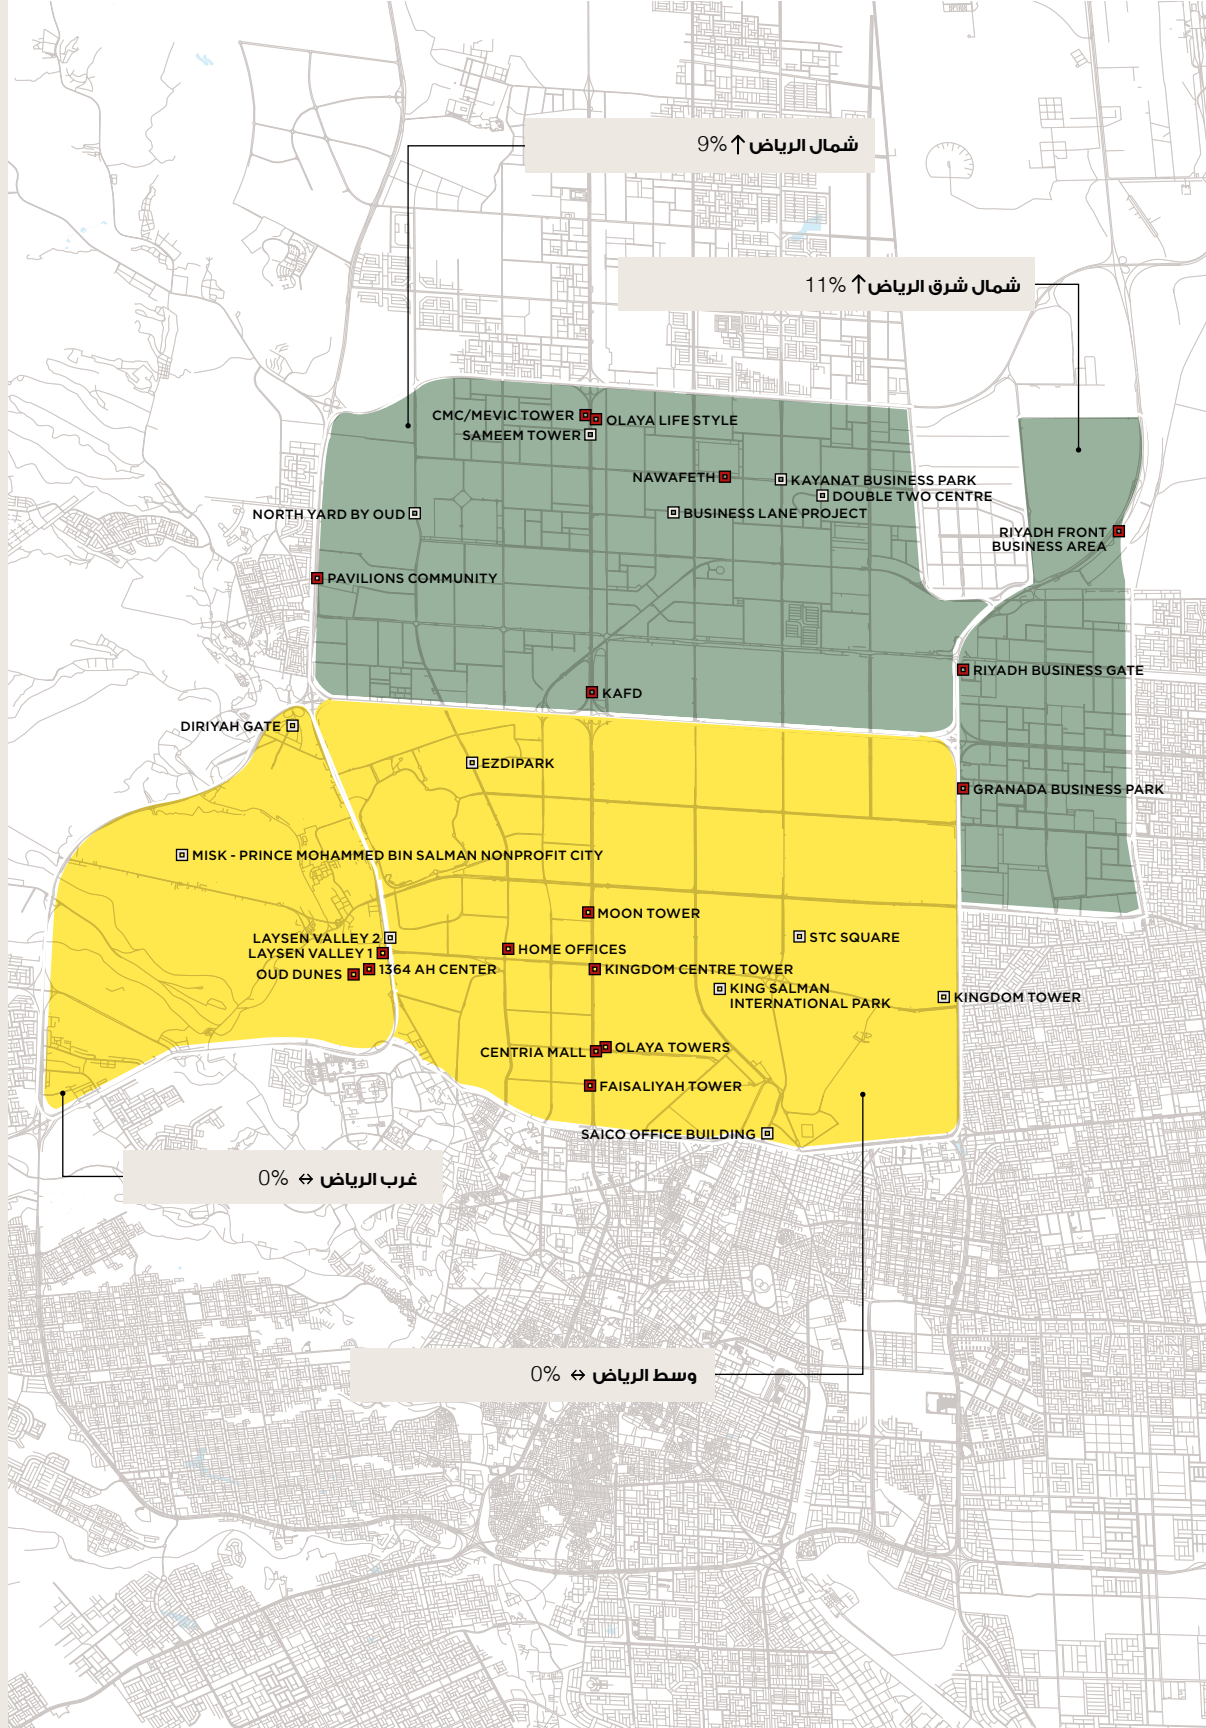 شمال الرياض ↑ 9%
شمال شرق الرياض ↑ 11%
CMC/MEVIC TOWER
OLAYA LIFE STYLE
SAMEEM TOWER
NAWAFETH
KAYANAT BUSINESS PARK
DOUBLE TWO CENTRE
NORTH YARD BY OUD
BUSINESS LANE PROJECT
RIYADH FRONT
BUSINESS AREA
PAVILIONS COMMUNITY
RIYADH BUSINESS GATE
KAFD
DIRIYAH GATE
EZDIPARK
GRANADA BUSINESS PARK
MISK - PRINCE MOHAMMED BIN SALMAN NONPROFIT CITY
MOON TOWER
LAYSEN VALLEY 2
STC SQUARE
LAYSEN VALLEY 1
HOME OFFICES
OUD DUNES
1364 AH CENTER
KINGDOM CENTRE TOWER
KING SALMAN
INTERNATIONAL PARK
KINGDOM TOWER
CENTRIA MALL
OLAYA TOWERS
FAISALIYAH TOWER
SAICO OFFICE BUILDING
غرب الرياض ↔ 0%
وسط الرياض ↔ 0%